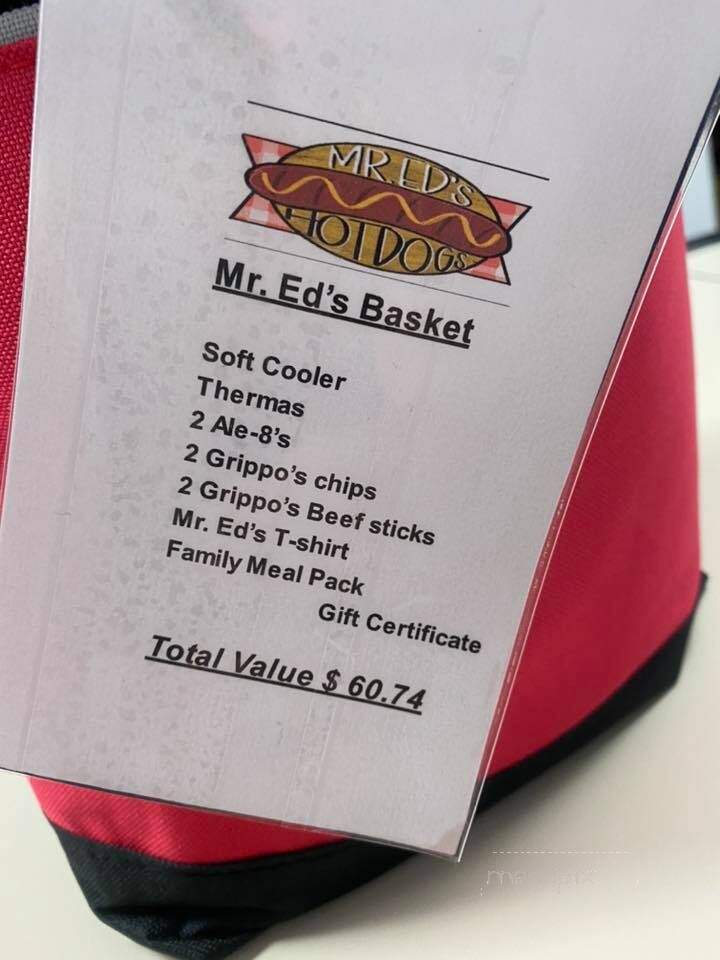 MR.ED'S
HOTDOGS
Mr. Ed's Basket
Soft Cooler
Thermas
2 Ale-8's
2 Grippo's chips
2 Grippo's Beef sticks
Mr. Ed's T-shirt
Family Meal Pack
Gift Certificate
Total Value $ 60.74